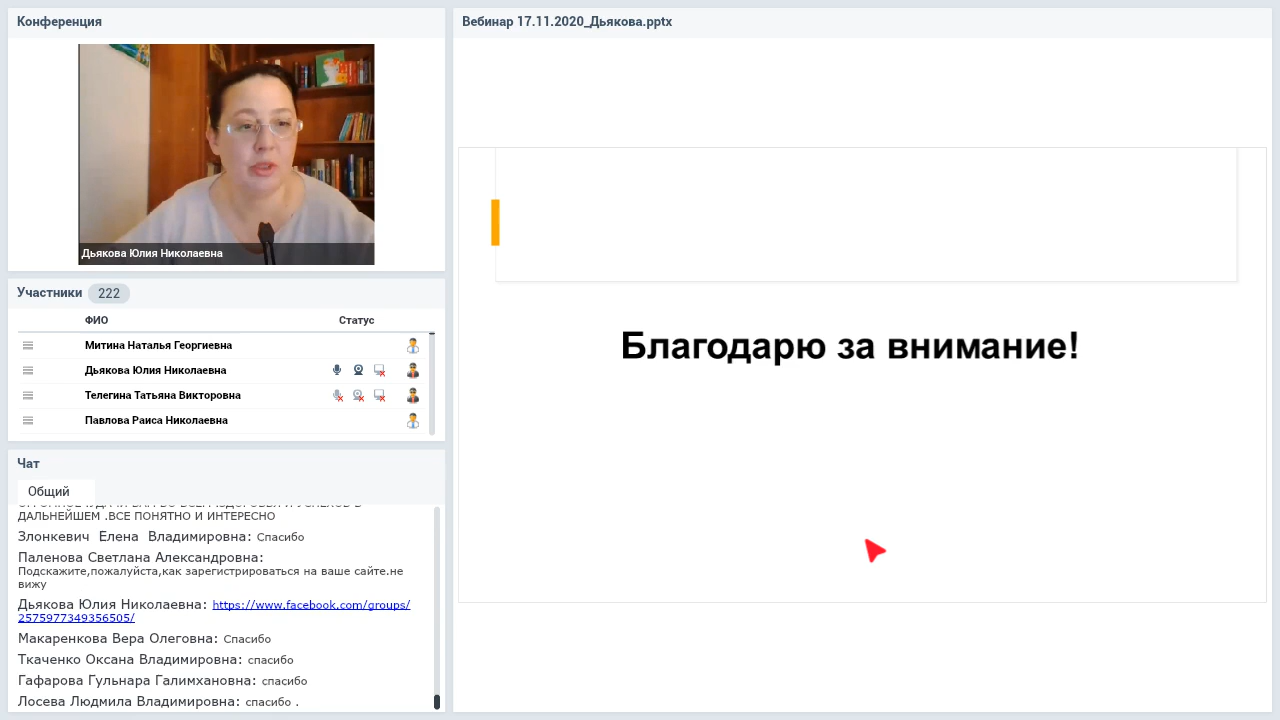 Конференция
Дьякова Юлия Николаевна
Участники 222
ФИО Статус
Митина Наталья Георгиевна
Дьякова Юлия Николаевна
Телегина Татьяна Викторовна
Павлова Раиса Николаевна
Чат
Общий
ДАЛЬНЕЙШЕМ .ВСЕ ПОНЯТНО И ИНТЕРЕСНО
Злонкевич Елена Владимировна: Спасибо
Паленова Светлана Александровна:
Подскажите,пожалуйста,как зарегистрироваться на ваше сайте.не
вижу
Дьякова Юлия Николаевна: https://www.facebook.com/groups/
2575977349356505/
Макаренкова Вера Олеговна: Спасибо
Ткаченко Оксана Владимировна: спасибо
Гафарова Гульнара Галимхановна: спасибо
Лосева Людмила Владимировна: спасибо .
Вебинар 17.11.2020_Дьякова.pptx
Благодарю за внимание!